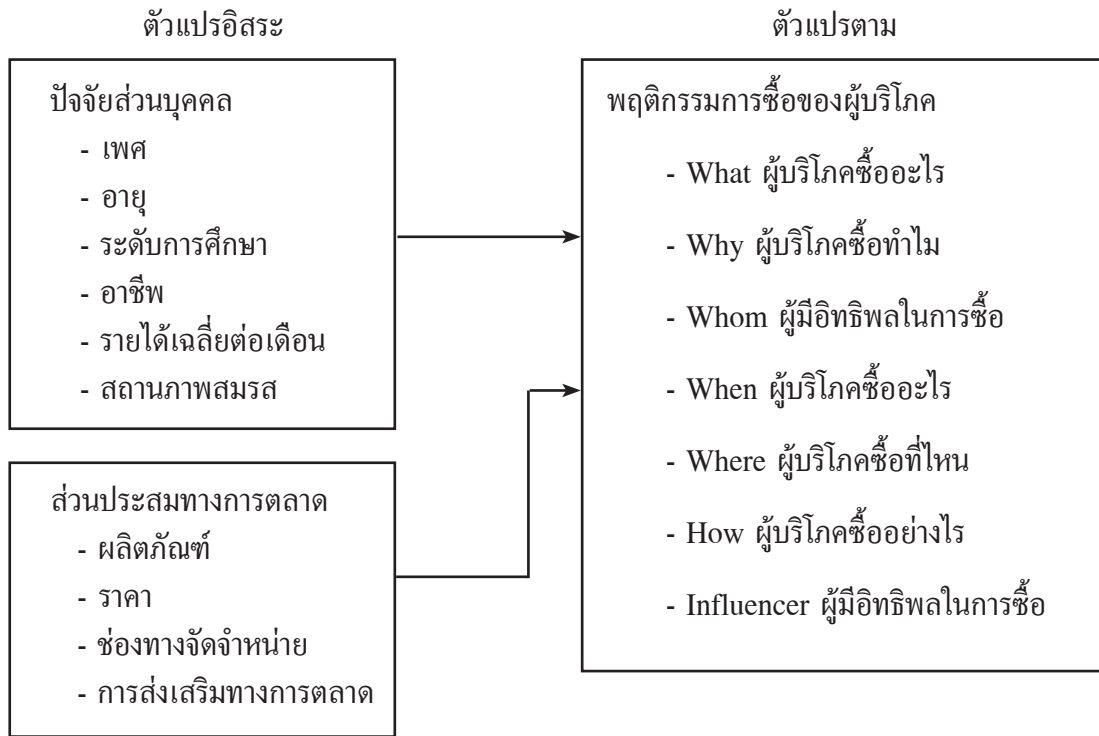 ตัวแปรอิสระ
ปัจจัยส่วนบุคคล
- เพศ
- อายุ
- ระดับการศึกษา
- อาชีพ
- รายได้เฉลี่ยต่อเดือน
- สถานภาพสมรส
ส่วนประสมทางการตลาด
- ผลิตภัณฑ์
- ราคา
- ช่องทางจัดจำหน่าย
- การส่งเสริมทางการตลาด
ตัวแปรตาม
พฤติกรรมการซื้อของผู้บริโภค
- What ผู้บริโภคซื้ออะไร
- Why ผู้บริโภคซื้อทำไม
- Whom ผู้มีอิทธิพลในการซื้อ
- When ผู้บริโภคซื้ออะไร
- Where ผู้บริโภคซื้อที่ไหน
- How ผู้บริโภคซื้ออย่างไร
- Influencer ผู้มีอิทธิพลในการซื้อ